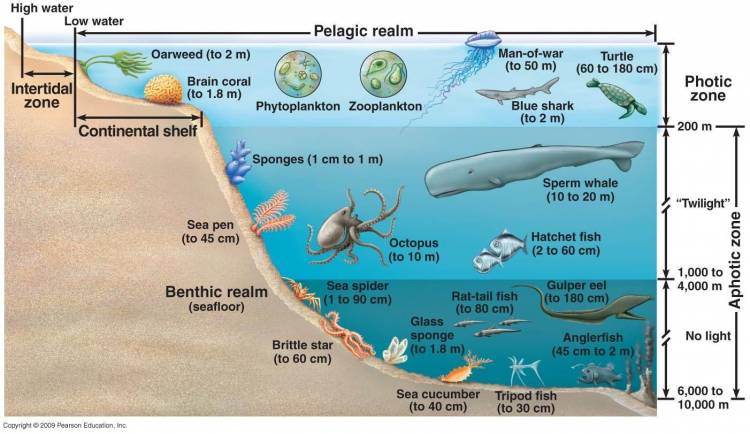 High water
Low water
Pelagic realm
Oarweed (to 2 m)
Brain coral
(to 1.8 m)
Phytoplankton
Zooplankton
Man-of-war
(to 50 m)
Turtle
(60 to 180 cm)
Blue shark
(to 2 m)
Intertidal
zone
Continental shelf
Photic
zone
200 m
Sponges (1 cm to 1 m)
Sperm whale
(10 to 20 m)
"Twilight"
Sea pen
(to 45 cm)
Octopus
(to 10 m)
Hatchet fish
(2 to 60 cm)
Aphotic zone
1,000 to
4,000 m
Benthic realm
(seafloor)
Sea spider
(1 to 90 cm)
Rat-tail fish
(to 80 cm)
Gulper eel
(to 180 cm)
Brittle star
(to 60 cm)
Glass
sponge
(to 1.8 m)
Anglerfish
(45 cm to 2 m)
No light
Sea cucumber
(to 40 cm)
Tripod fish
(to 30 cm)
6,000 to
10,000 m
Copyright © 2009 Pearson Education, Inc.